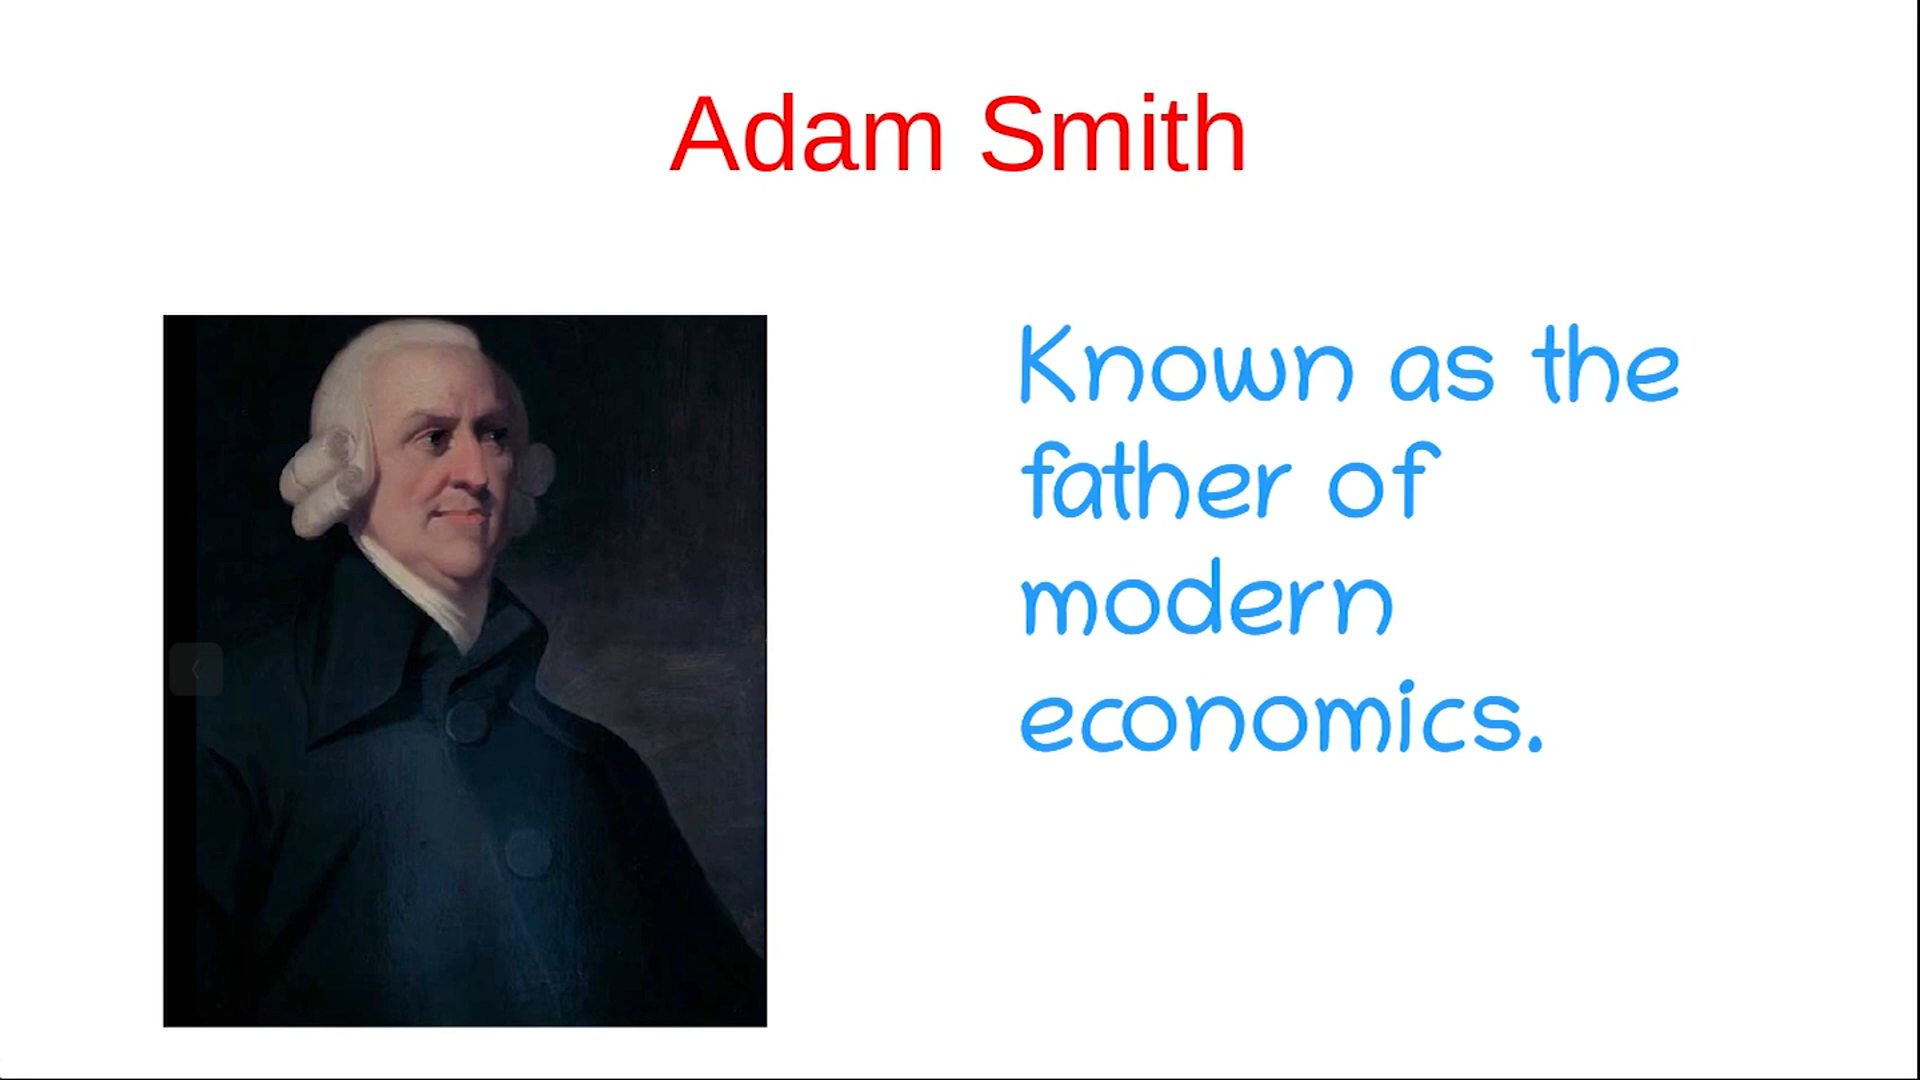 Adam Smith
Known as the
father of
modern
economics.